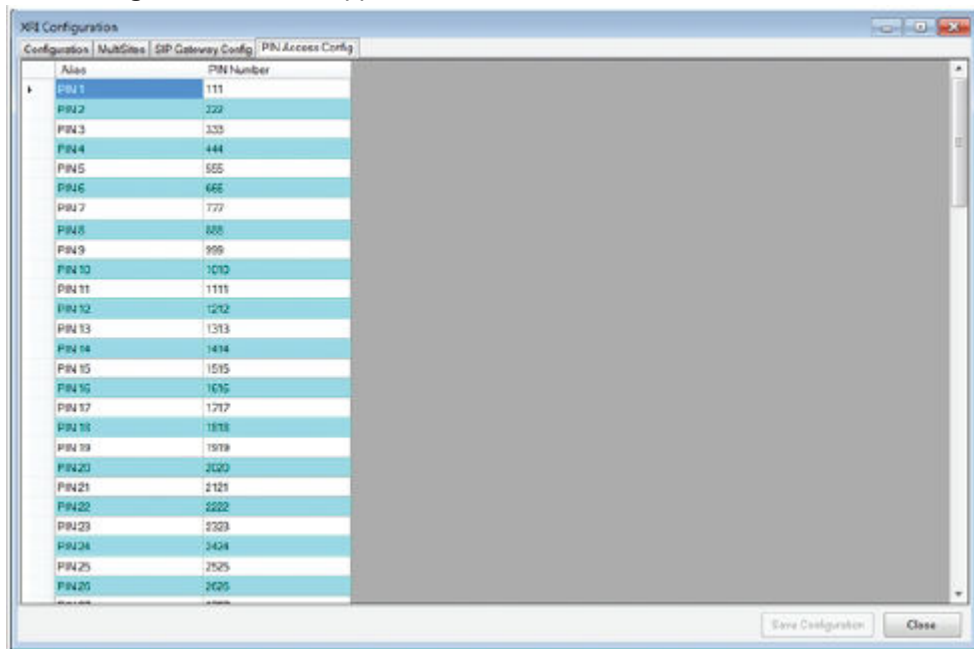 XRI Configuration
Configuration MultiSites SIP Gateway Config PIN Access Config
Alias PIN Number
PIN 1 111
PIN 2 222
PIN 3 333
PIN 4 444
PIN 5 555
PIN 6 666
PIN 7 777
PIN 8 888
PIN 9 999
PIN 10 1010
PIN 11 1111
PIN 12 1212
PIN 13 1313
PIN 14 1414
PIN 15 1515
PIN 16 1616
PIN 17 1717
PIN 18 1818
PIN 19 1919
PIN 20 2020
PIN 21 2121
PIN 22 2222
PIN 23 2323
PIN 24 2424
PIN 25 2525
PIN 26 2626
Save Configuration Close